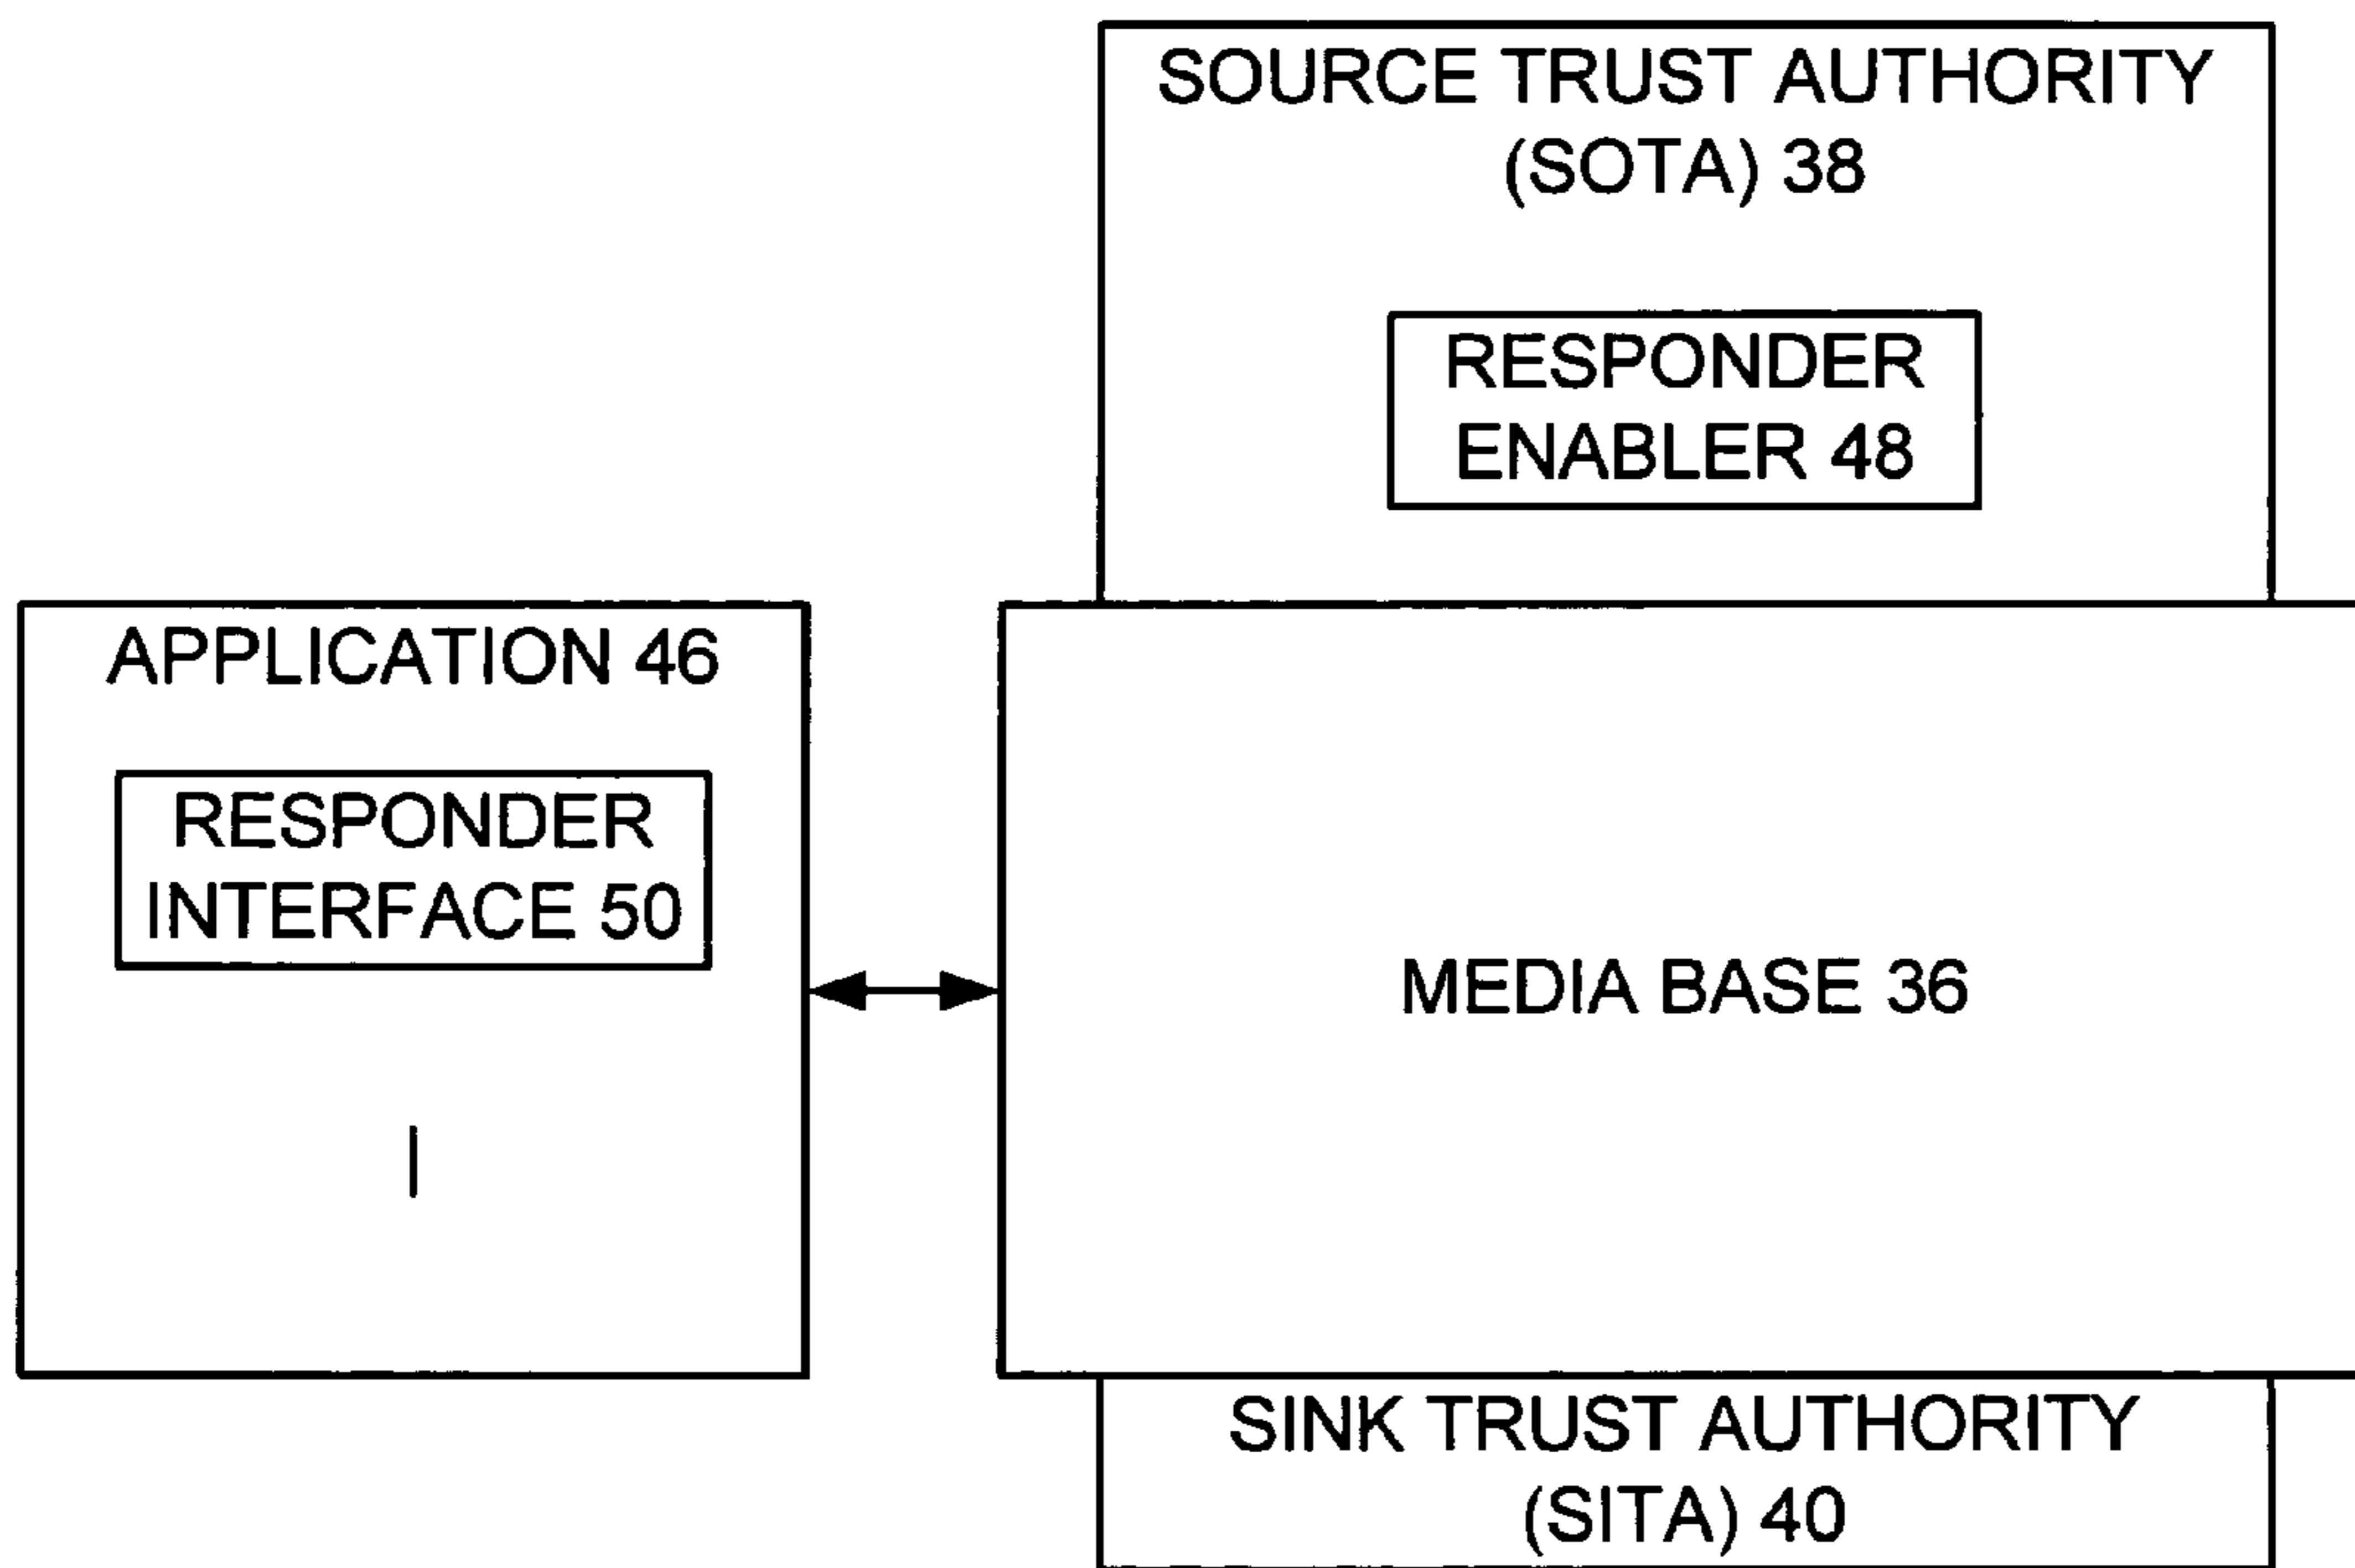 SOURCE TRUST AUTHORITY
(SOTA) 38
RESPONDER
ENABLER 48
APPLICATION 46
RESPONDER
INTERFACE 50
MEDIA BASE 36
SINK TRUST AUTHORITY
(SITA) 40